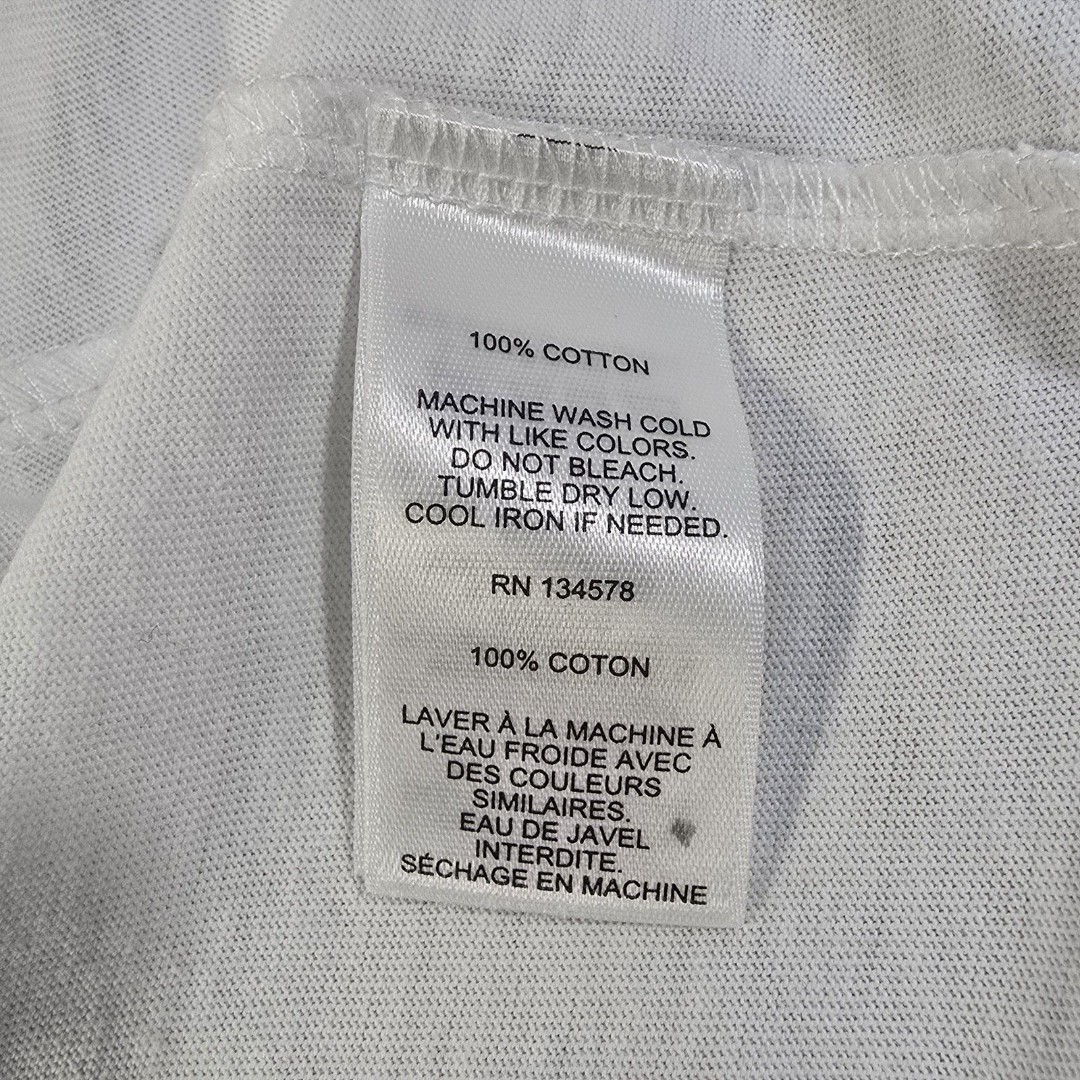 100% COTTON
MACHINE WASH COLD
WITH LIKE COLORS.
DO NOT BLEACH.
TUMBLE DRY LOW.
COOL IRON IF NEEDED.
RN 134578
100% COTON
LAVER À LA MACHINE À
L'EAU FROIDE AVEC
DES COULEURS
SIMILAIRES.
EAU DE JAVEL
INTERDITE.
SÉCHAGE EN MACHINE